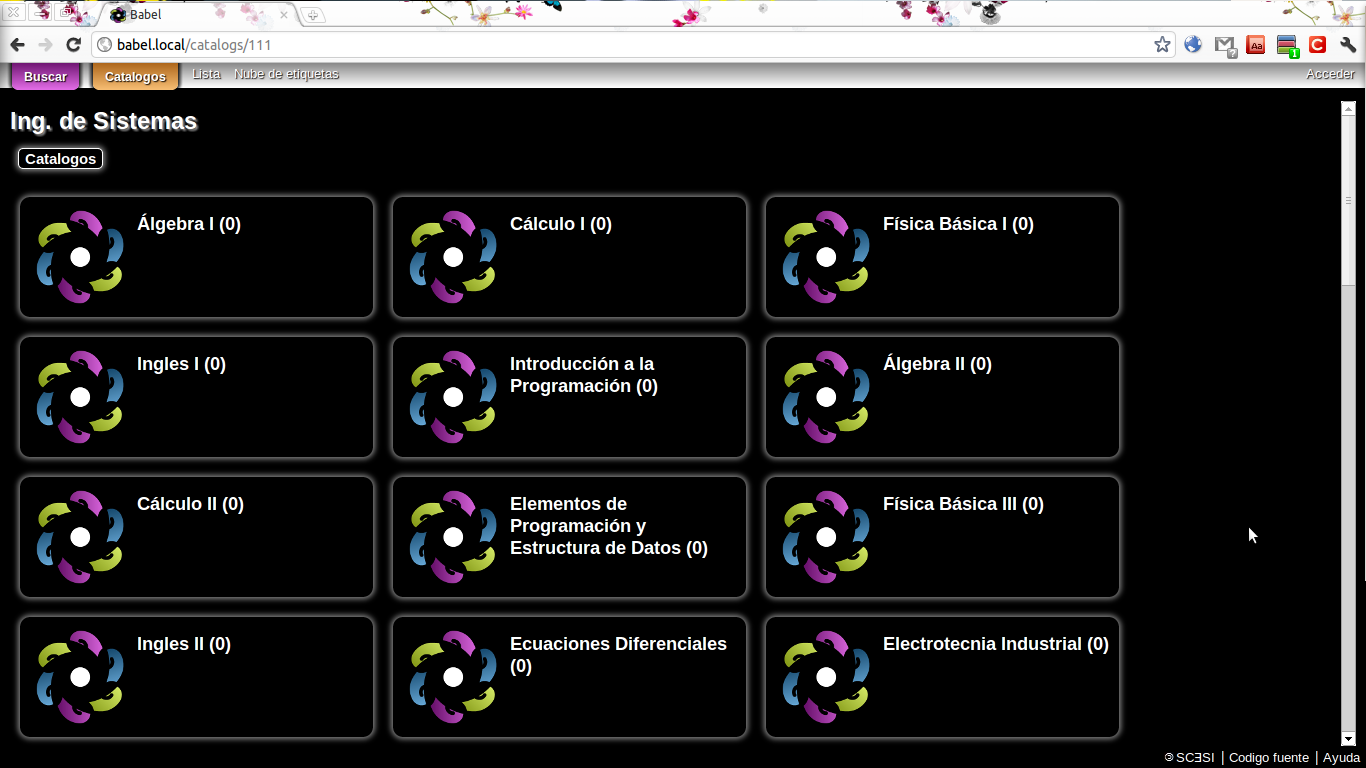 Babel
babel.local/catalogs/111
Buscar
Catalogos
Lista
Nube de etiquetas
Acceder
Ing. de Sistemas
Catalogos
Álgebra I (0)
Cálculo I (0)
Física Básica I (0)
Ingles I (0)
Introducción a la
Programación (0)
Álgebra II (0)
Cálculo II (0)
Elementos de
Programación y
Estructura de Datos (0)
Física Básica III (0)
Ingles II (0)
Ecuaciones Diferenciales
(0)
Electrotecnia Industrial (0)
SCƎSI | Codigo fuente | Ayuda